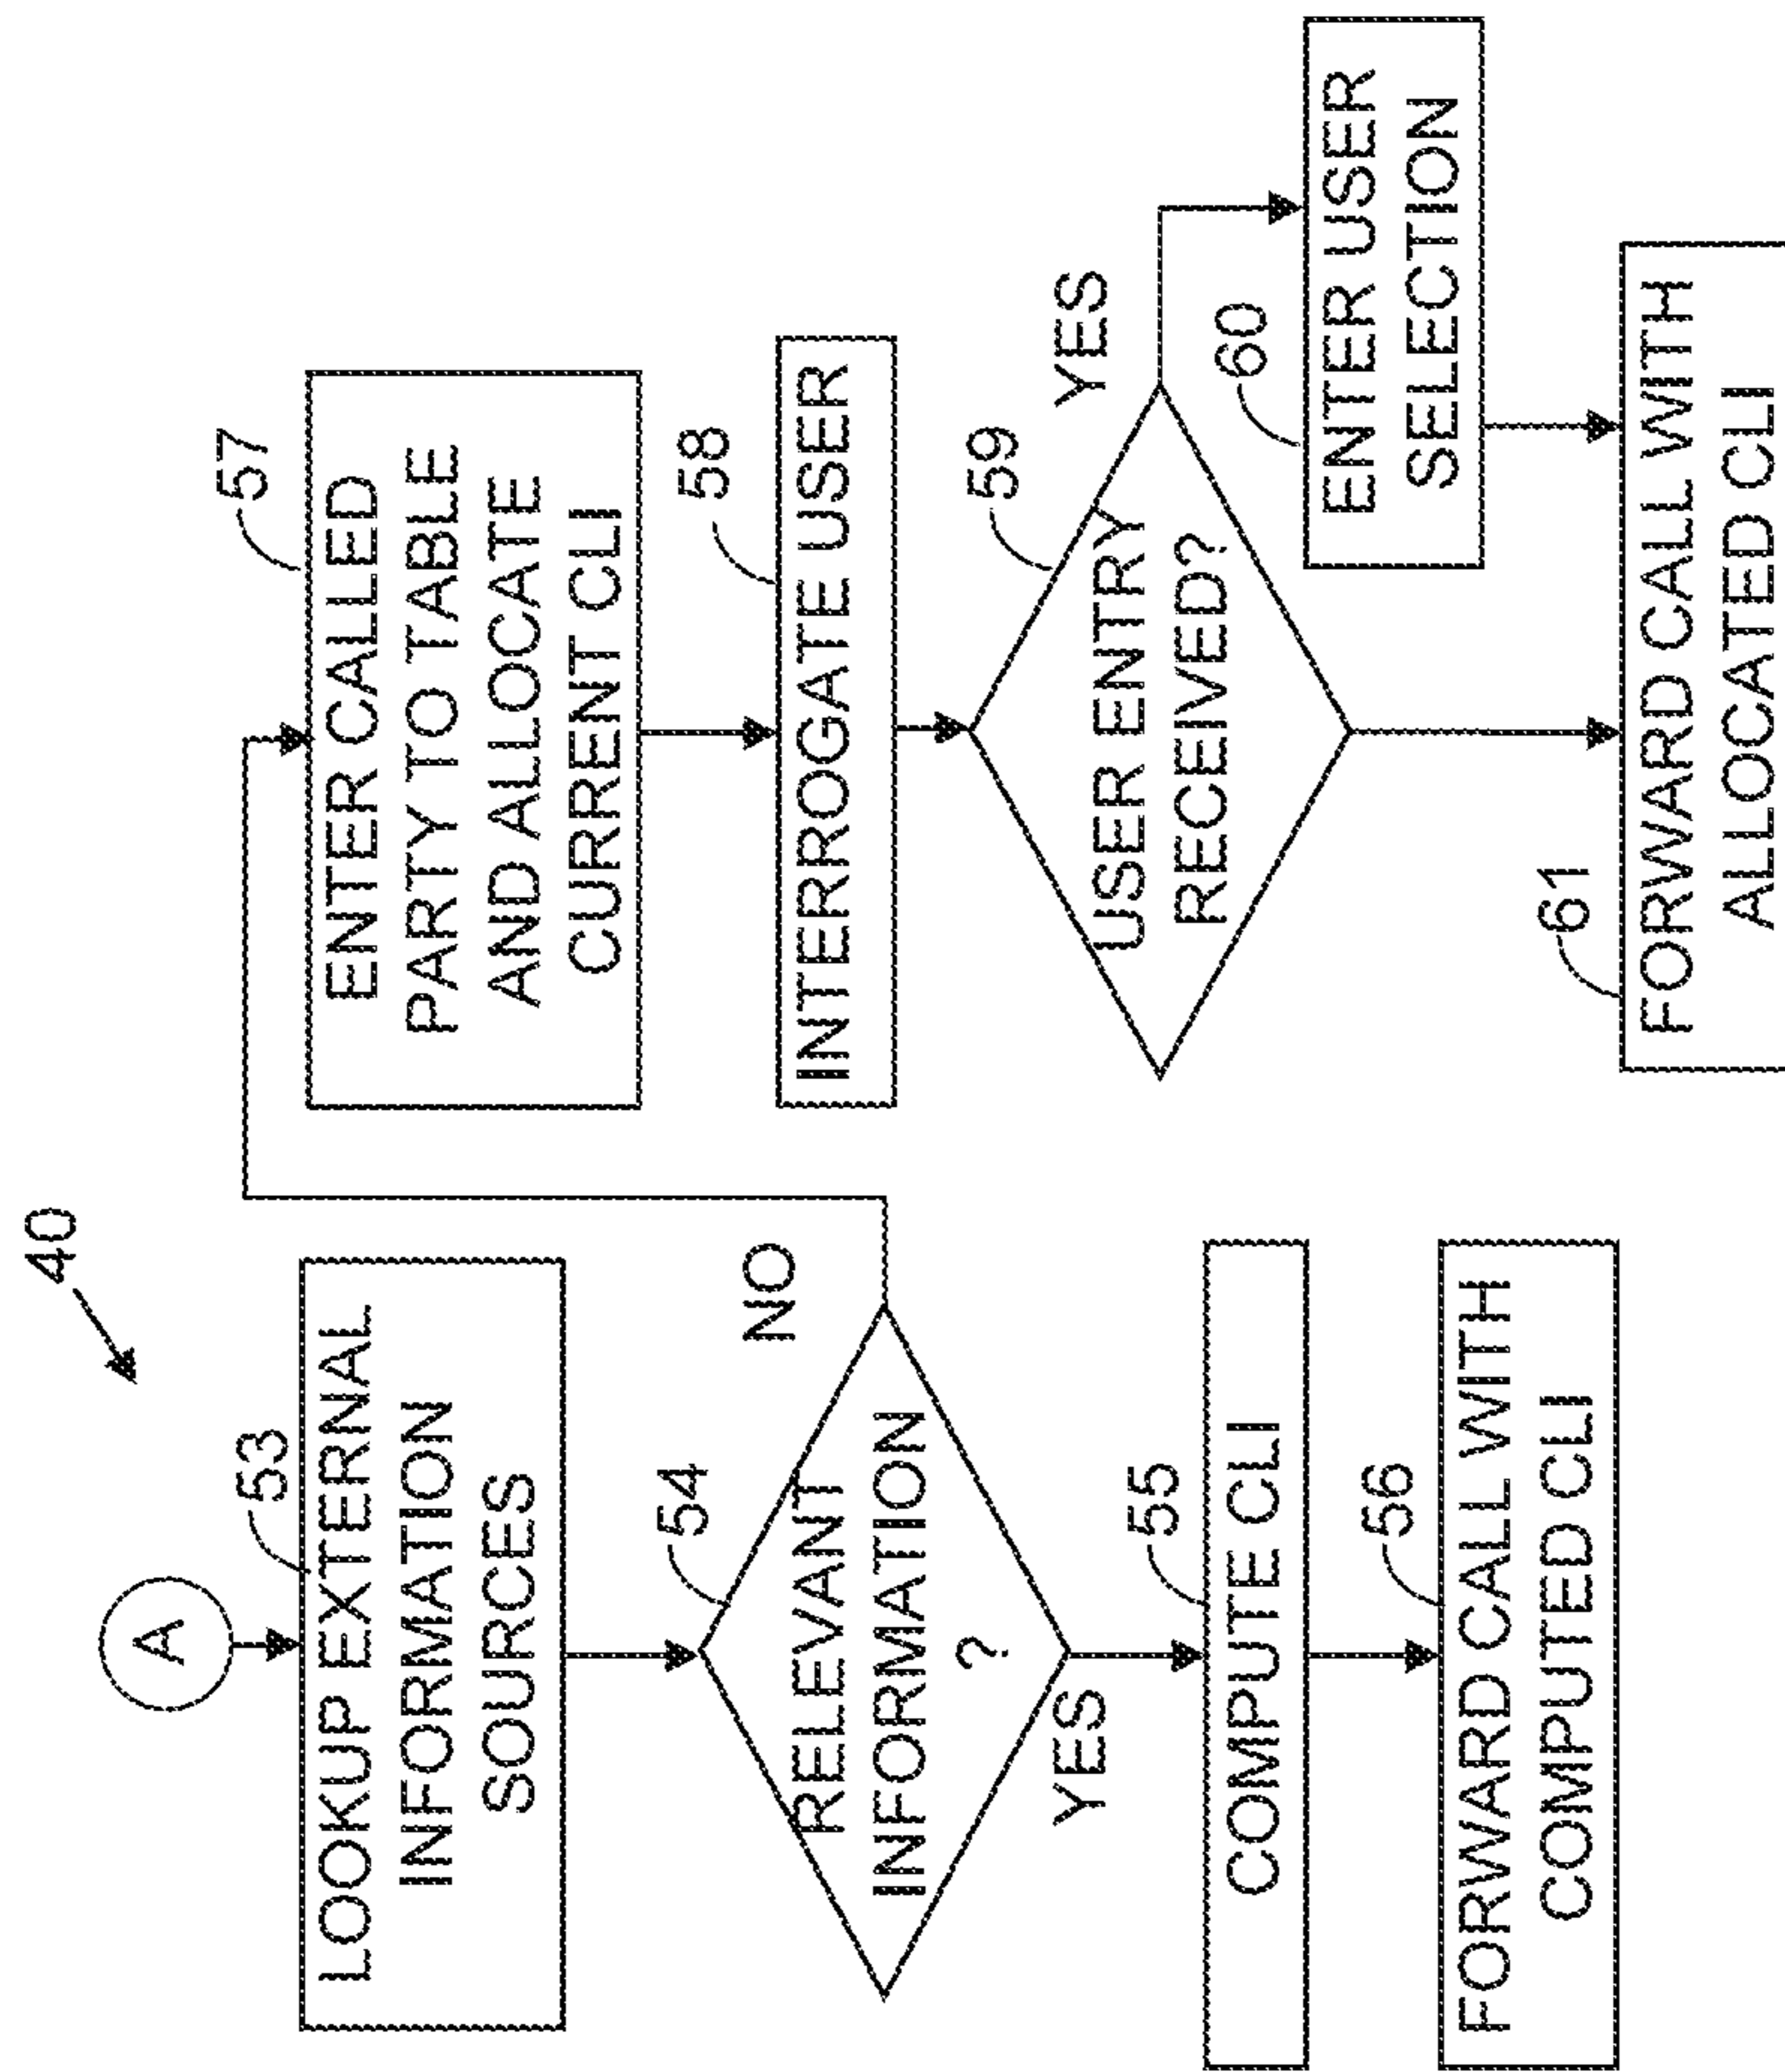 40
A
53
LOOKUP EXTERNAL
INFORMATION
SOURCES
54
RELEVANT
INFORMATION
?
NO
YES
55
COMPUTE CLI
56
FORWARD CALL WITH
COMPUTED CLI
57
ENTER CALLED
PARTY TO TABLE
AND ALLOCATE
CURRENT CLI
58
INTERROGATE USER
59
USER ENTRY
RECEIVED?
YES
60
ENTER USER
SELECTION
61
FORWARD CALL WITH
ALLOCATED CLI